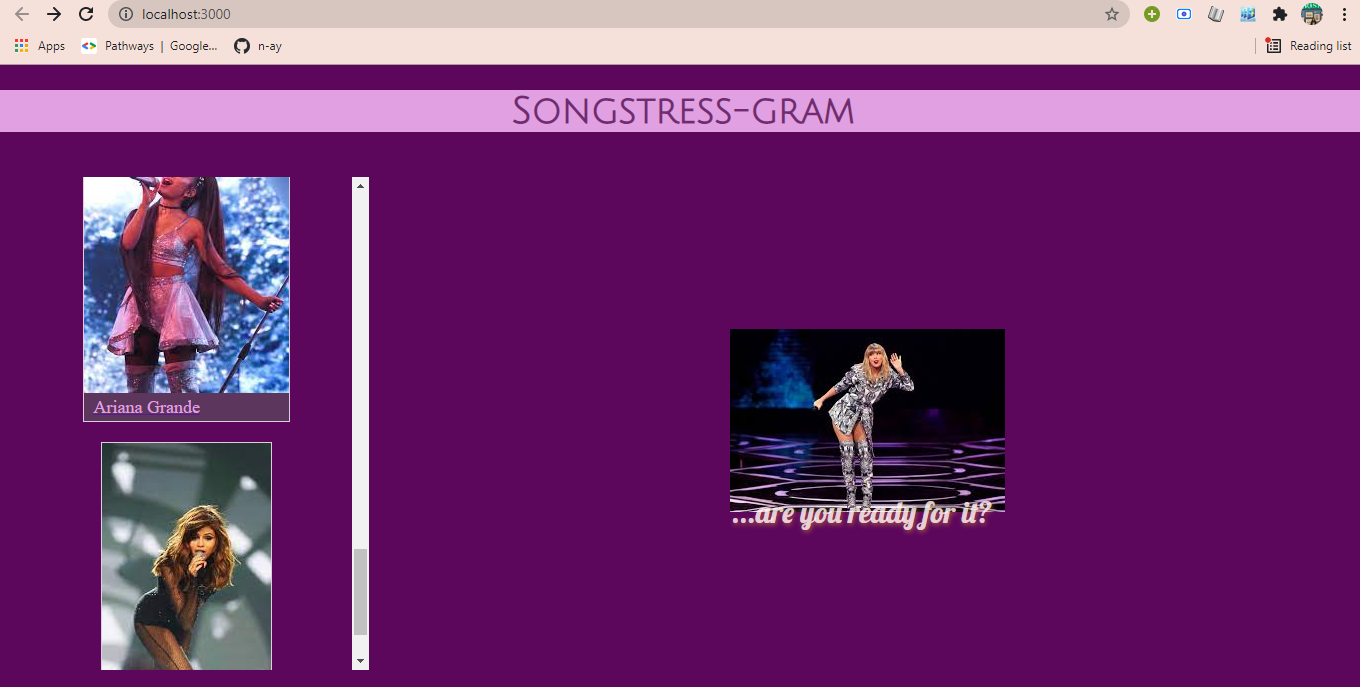 localhost:3000
Apps
Pathways | Google...
n-ay
Reading list
Songstress-gram
Ariana Grande
...are you ready for it?